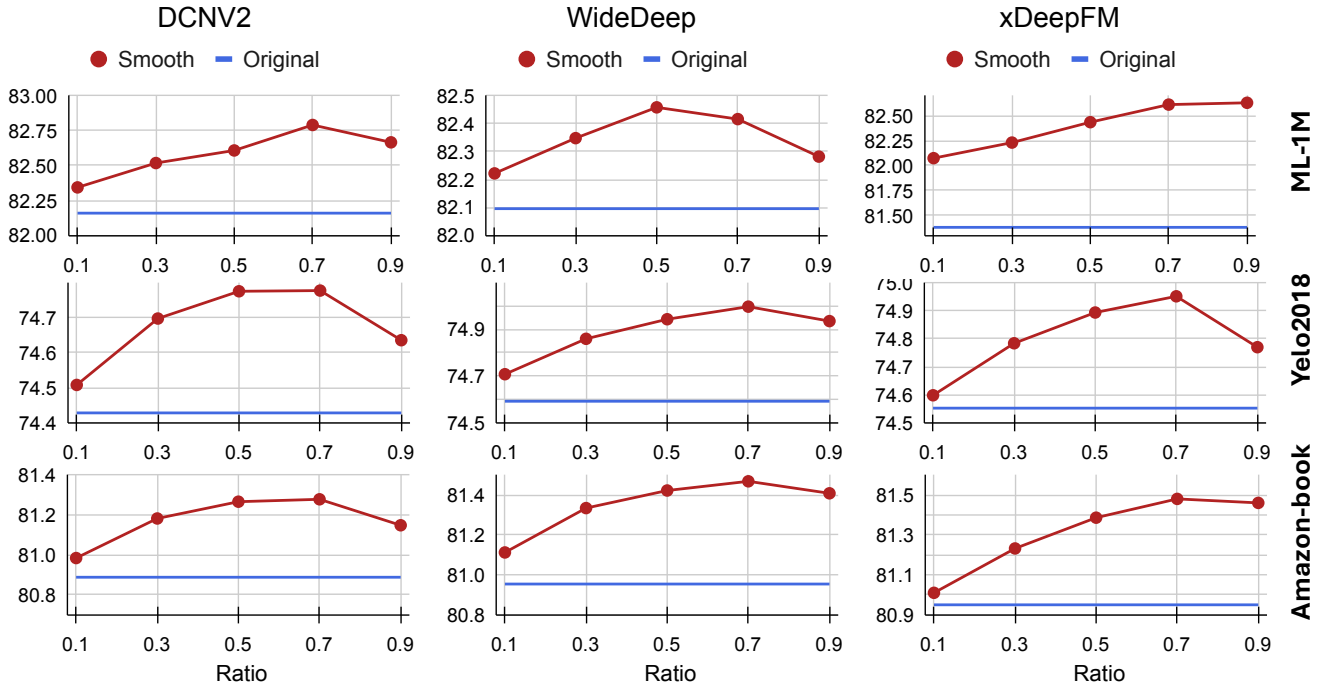 DCNV2 WideDeep xDeepFM
Smooth Original Smooth Original Smooth Original
83.00
82.75
82.50
82.25
82.00
0.1 0.3 0.5 0.7 0.9
82.5
82.4
82.3
82.2
82.1
82.0
0.1 0.3 0.5 0.7 0.9
82.50
82.25
82.00
81.75
81.50
0.1 0.3 0.5 0.7 0.9
ML-1M
74.7
74.6
74.5
74.4
0.1 0.3 0.5 0.7 0.9
74.9
74.7
74.5
0.1 0.3 0.5 0.7 0.9
75.0
74.9
74.8
74.7
74.6
74.5
0.1 0.3 0.5 0.7 0.9
Yelo2018
81.4
81.2
81.0
80.8
0.1 0.3 0.5 0.7 0.9
Ratio
81.4
81.2
81.0
80.8
0.1 0.3 0.5 0.7 0.9
Ratio
81.5
81.3
81.1
80.9
0.1 0.3 0.5 0.7 0.9
Ratio
Amazon-book